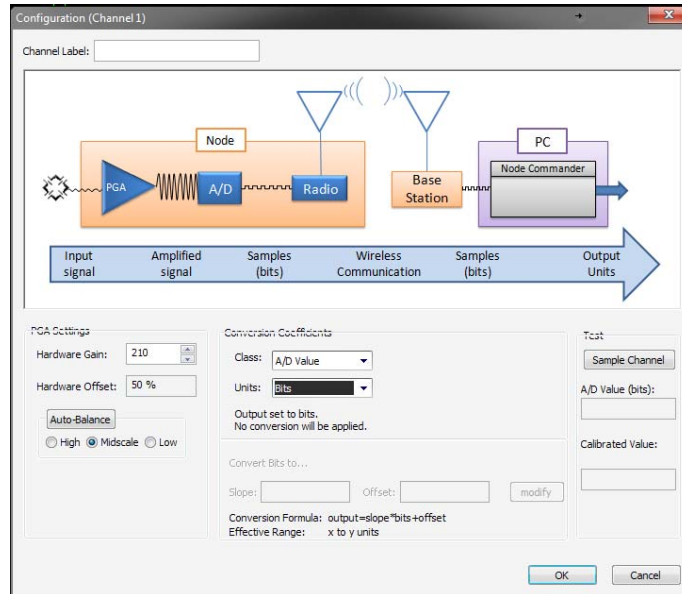 Configuration (Channel 1)
Channel Label:
Node
PC
Node Commander
PGA
A/D
Radio
Base
Station
Input
signal
Amplified
signal
Samples
(bits)
Wireless
Communication
Samples
(bits)
Output
Units
PGA Settings
Hardware Gain: 210
Hardware Offset: 50 %
Auto-Balance
High Midscale Low
Conversion Coefficients
Class: A/D Value
Units: Bits
Output set to bits.
No conversion will be applied.
Convert Bits to...
Slope: Offset: modify
Conversion Formula: output=slope*bits+offset
Effective Range: x to y units
Test
Sample Channel
A/D Value (bits):
Calibrated Value:
OK Cancel